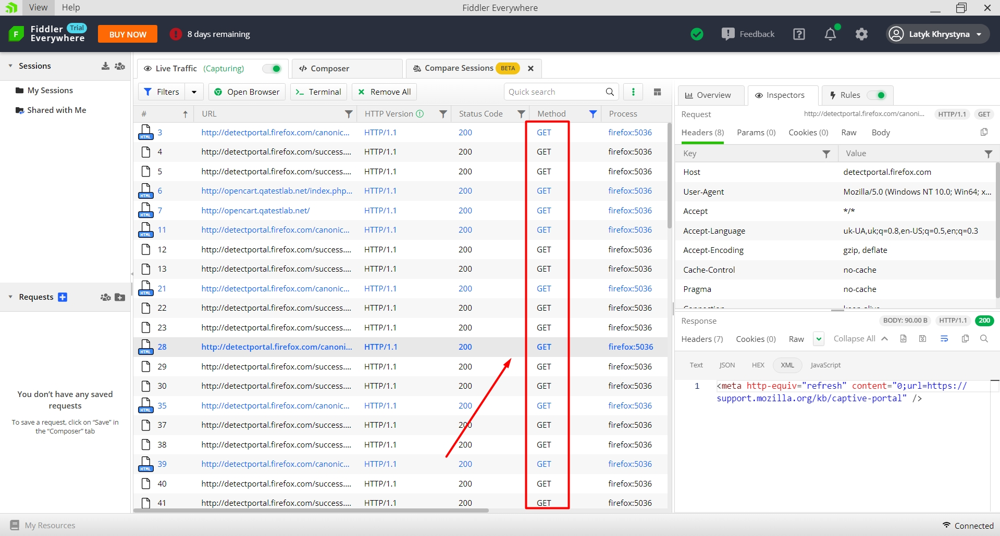 View Help Fiddler Everywhere
Fiddler Trial
Everywhere
BUY NOW
8 days remaining
Feedback
Latyk Khrystyna
Sessions
My Sessions
Shared with Me
Requests
You don’t have any saved
requests
To save a request, click on “Save” in
the “Composer” tab
Live Traffic (Capturing)
Composer
Compare Sessions BETA
Filters Open Browser Terminal Remove All Quick search
# URL HTTP Version Status Code Method Process
HTML 3 http://detectportal.firefox.com/canonic... HTTP/1.1 200 GET firefox:5036
4 http://detectportal.firefox.com/success.... HTTP/1.1 200 GET firefox:5036
5 http://detectportal.firefox.com/success.... HTTP/1.1 200 GET firefox:5036
HTML 6 http://opencart.qatestlab.net/index.php... HTTP/1.1 200 GET firefox:5036
HTML 7 http://opencart.qatestlab.net/ HTTP/1.1 200 GET firefox:5036
HTML 11 http://detectportal.firefox.com/canonic... HTTP/1.1 200 GET firefox:5036
12 http://detectportal.firefox.com/success.... HTTP/1.1 200 GET firefox:5036
13 http://detectportal.firefox.com/success.... HTTP/1.1 200 GET firefox:5036
HTML 21 http://detectportal.firefox.com/canonic... HTTP/1.1 200 GET firefox:5036
22 http://detectportal.firefox.com/success.... HTTP/1.1 200 GET firefox:5036
23 http://detectportal.firefox.com/success.... HTTP/1.1 200 GET firefox:5036
HTML 28 http://detectportal.firefox.com/canoni... HTTP/1.1 200 GET firefox:5036
29 http://detectportal.firefox.com/success.... HTTP/1.1 200 GET firefox:5036
30 http://detectportal.firefox.com/success.... HTTP/1.1 200 GET firefox:5036
HTML 35 http://detectportal.firefox.com/canonic... HTTP/1.1 200 GET firefox:5036
37 http://detectportal.firefox.com/success.... HTTP/1.1 200 GET firefox:5036
38 http://detectportal.firefox.com/success.... HTTP/1.1 200 GET firefox:5036
HTML 39 http://detectportal.firefox.com/canonic... HTTP/1.1 200 GET firefox:5036
40 http://detectportal.firefox.com/success.... HTTP/1.1 200 GET firefox:5036
41 http://detectportal.firefox.com/success.... HTTP/1.1 200 GET firefox:5036
Overview Inspectors Rules
Request http://detectportal.firefox.com/canoni... HTTP/1.1 GET
Headers (8) Params (0) Cookies (0) Raw Body
Key Value
Host detectportal.firefox.com
User-Agent Mozilla/5.0 (Windows NT 10.0; Win64; x...
Accept */*
Accept-Language uk-UA,uk;q=0.8,en-US;q=0.5,en;q=0.3
Accept-Encoding gzip, deflate
Cache-Control no-cache
Pragma no-cache
Connection keep-alive
Response BODY: 90.00 B HTTP/1.1 200
Headers (7) Cookies (0) Raw Collapse All
Text JSON HEX XML JavaScript
1 <meta http-equiv="refresh" content="0;url=https://
support.mozilla.org/kb/captive-portal" />
My Resources
Connected